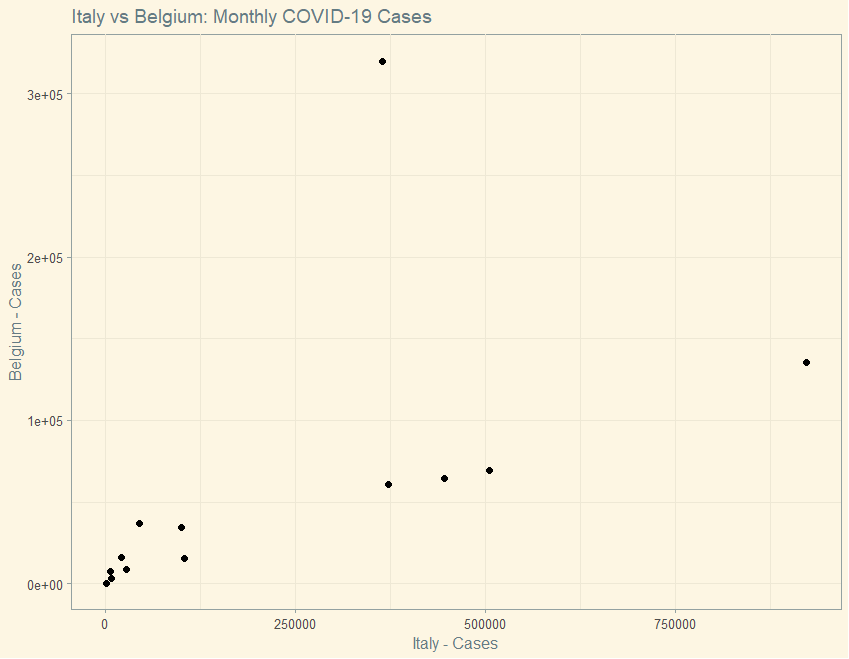 Italy vs Belgium: Monthly COVID-19 Cases
3e+05
2e+05
1e+05
0e+00
Belgium - Cases
0 250000 500000 750000
Italy - Cases